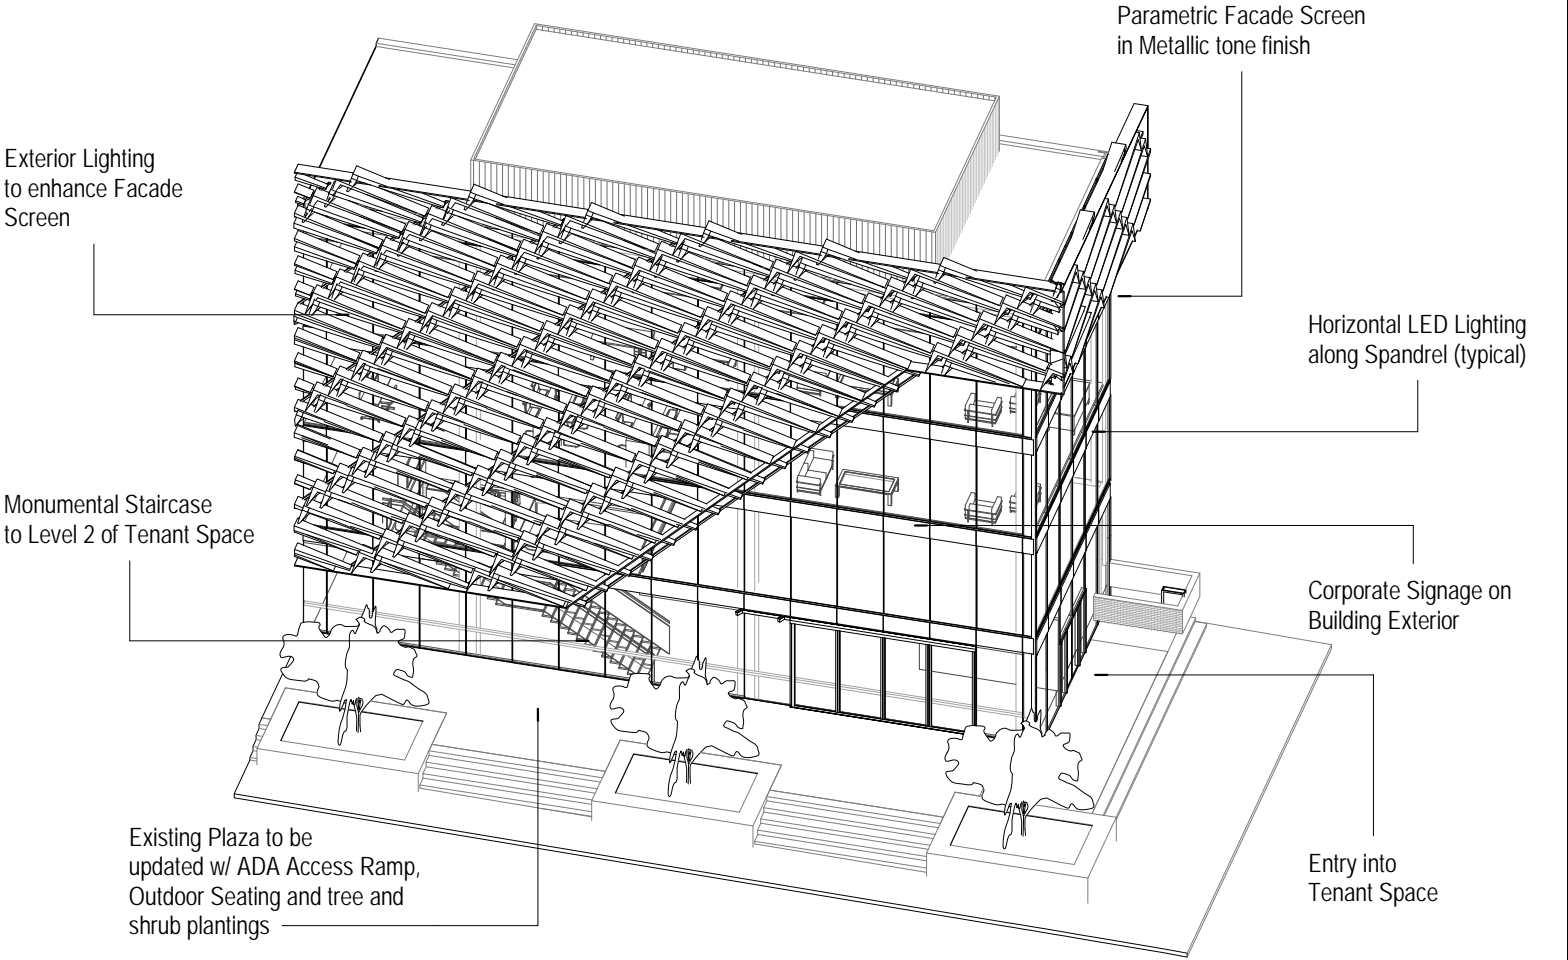 Parametric Facade Screen
in Metallic tone finish
Exterior Lighting
to enhance Facade
Screen
Horizontal LED Lighting
along Spandrel (typical)
Monumental Staircase
to Level 2 of Tenant Space
Corporate Signage on
Building Exterior
Existing Plaza to be
updated w/ ADA Access Ramp,
Outdoor Seating and tree and
shrub plantings
Entry into
Tenant Space